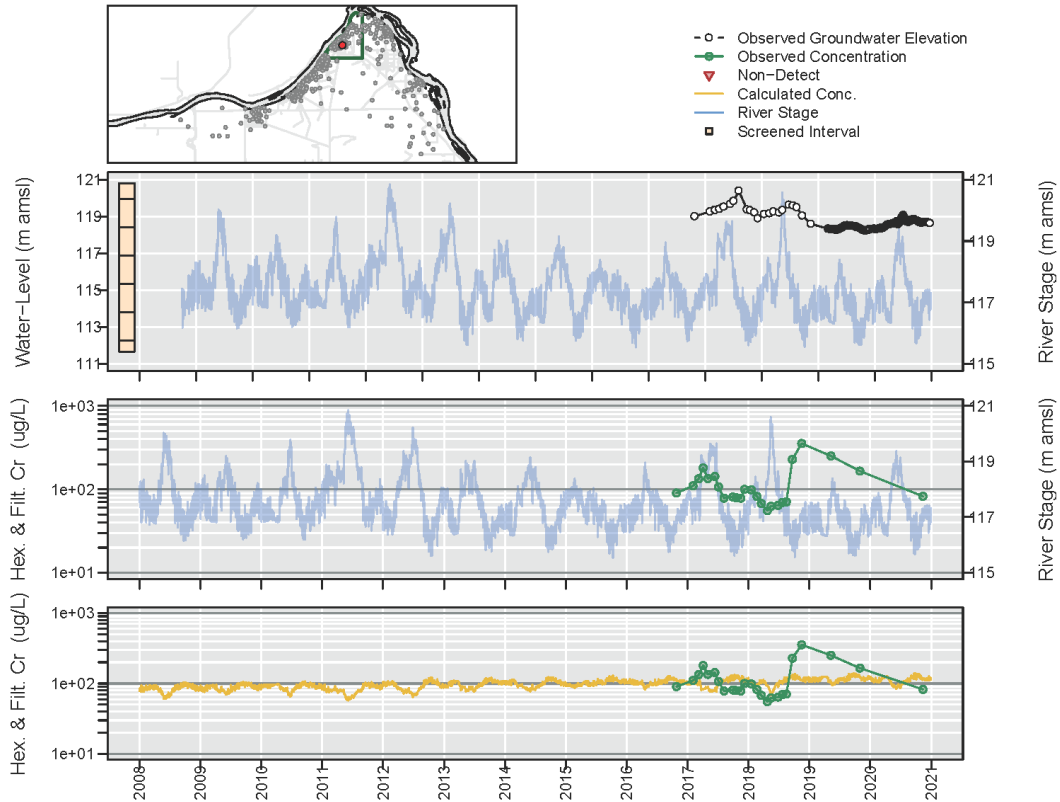 Observed Groundwater Elevation
Observed Concentration
Non−Detect
Calculated Conc.
River Stage
Screened Interval
Water−Level (m amsl)
121
119
117
115
113
111
121
119
117
115
River Stage (m amsl)
Hex. & Filt. Cr (ug/L)
1e+03
1e+02
1e+01
121
119
117
115
River Stage (m amsl)
Hex. & Filt. Cr (ug/L)
1e+03
1e+02
1e+01
2008
2009
2010
2011
2012
2013
2014
2015
2016
2017
2018
2019
2020
2021